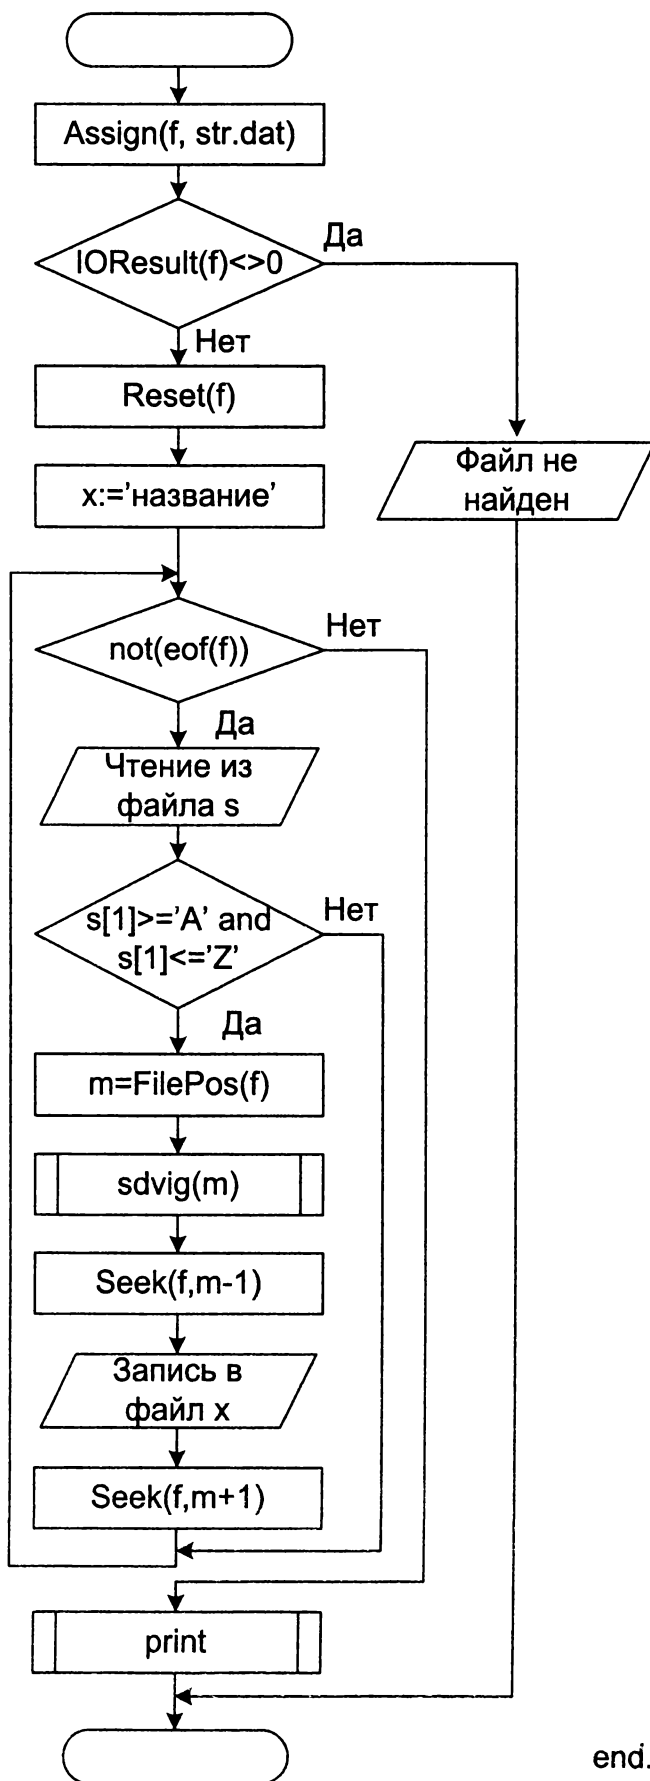 Assign(f, str.dat)
IOResult(f)<>0
Да
Нет
Reset(f)
Файл не
найден
x:='название'
not(eof(f))
Нет
Да
Чтение из
файла s
s[1]>='A' and
s[1]<='Z'
Нет
Да
m=FilePos(f)
sdvig(m)
Seek(f,m-1)
Запись в
файл x
Seek(f,m+1)
print
end.